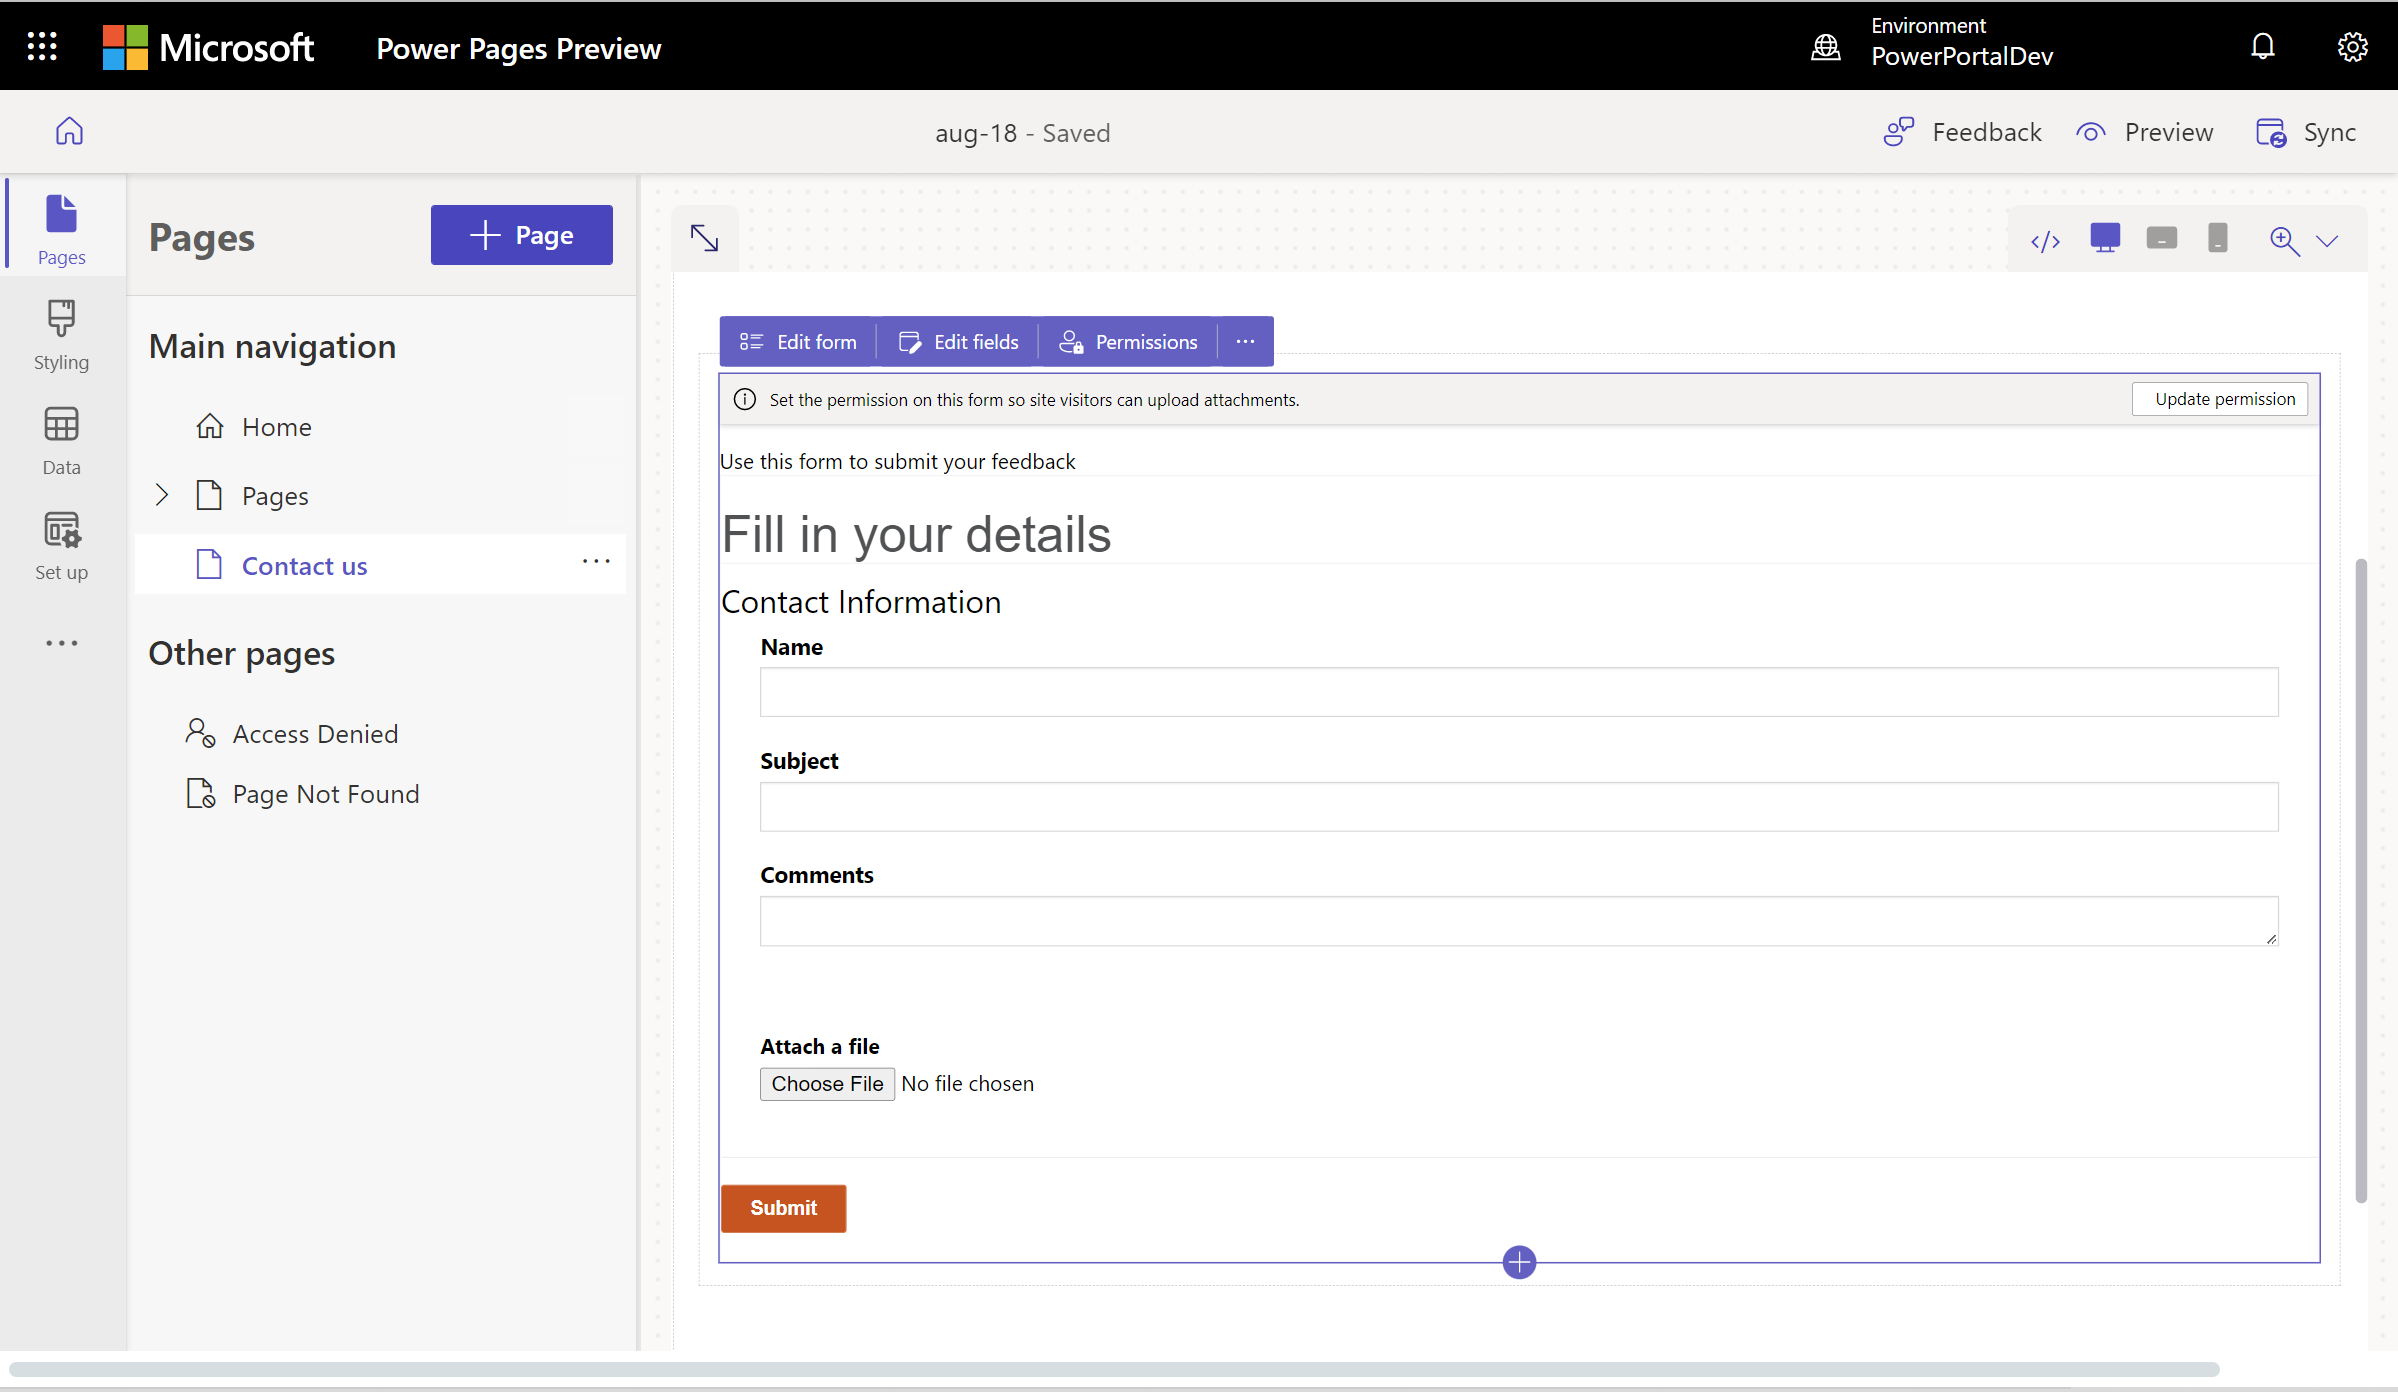 Microsoft
Power Pages Preview
Environment
PowerPortalDev
aug-18 - Saved
Feedback
Preview
Sync
Pages
Styling
Data
Set up
Pages
Page
Main navigation
Home
Pages
Contact us
Other pages
Access Denied
Page Not Found
Edit form
Edit fields
Permissions
Set the permission on this form so site visitors can upload attachments.
Update permission
Use this form to submit your feedback
Fill in your details
Contact Information
Name
Subject
Comments
Attach a file
Choose File No file chosen
Submit